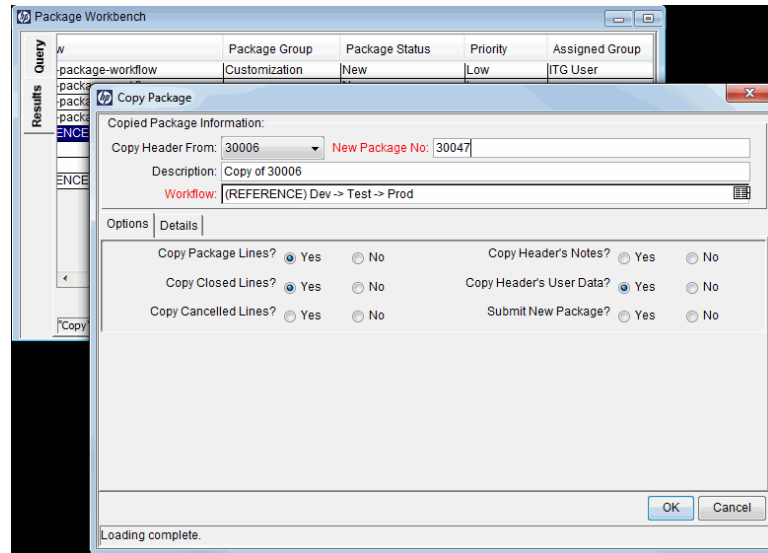 Package Workbench
Query
Results
w Package Group Package Status Priority Assigned Group
-package-workflow Customization New Low ITG User
-packa
-packa
-packa
ENCE
ENCE
"Copy"
Copy Package
Copied Package Information:
Copy Header From: 30006 New Package No: 30047
Description: Copy of 30006
Workflow: (REFERENCE) Dev -> Test -> Prod
Options Details
Copy Package Lines? Yes No Copy Header's Notes? Yes No
Copy Closed Lines? Yes No Copy Header's User Data? Yes No
Copy Cancelled Lines? Yes No Submit New Package? Yes No
OK Cancel
Loading complete.